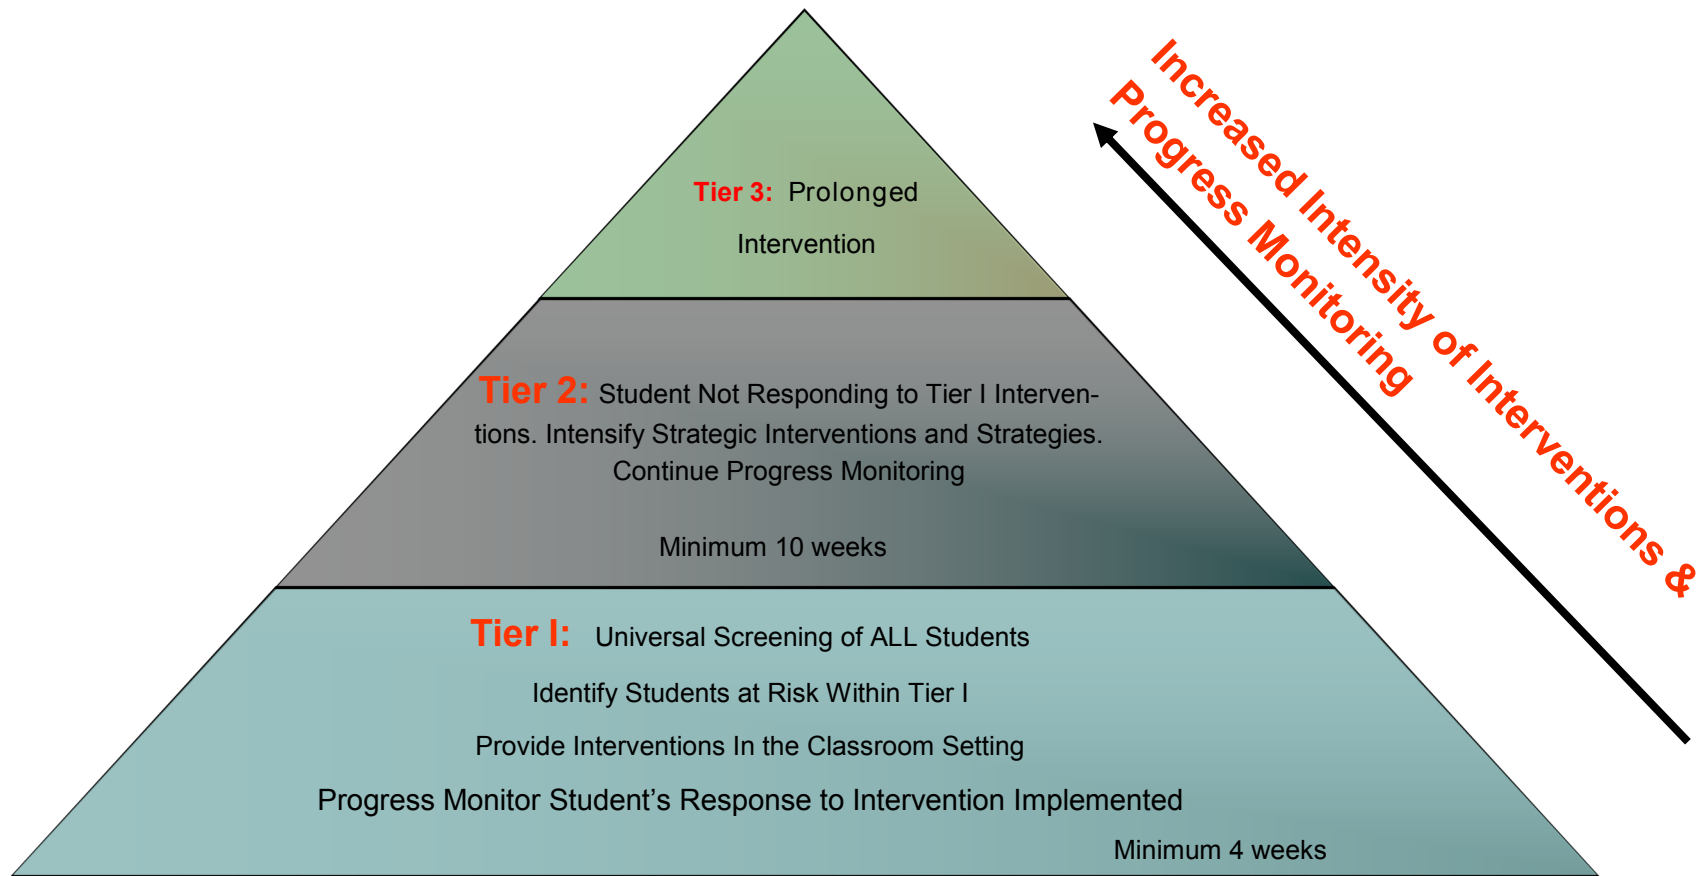 Tier 3: Prolonged
Intervention
Tier 2: Student Not Responding to Tier I Interven-
tions. Intensify Strategic Interventions and Strategies.
Continue Progress Monitoring
Minimum 10 weeks
Tier I: Universal Screening of ALL Students
Identify Students at Risk Within Tier I
Provide Interventions In the Classroom Setting
Progress Monitor Student’s Response to Intervention Implemented
Minimum 4 weeks
Increased Intensity of Interventions &
Progress Monitoring